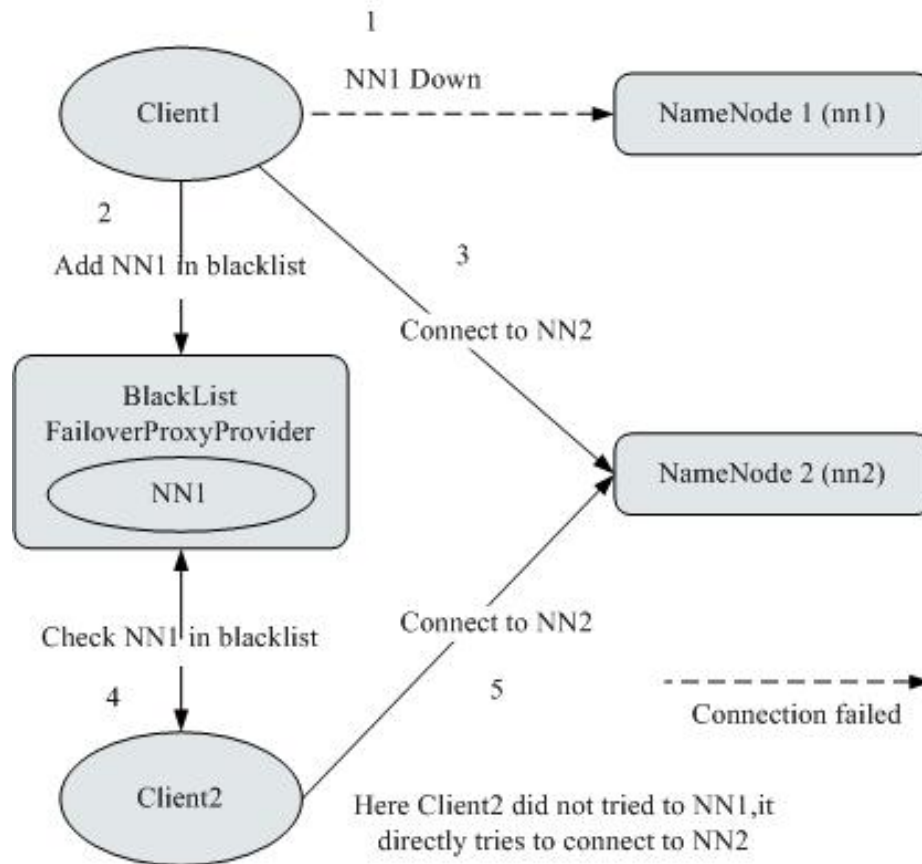 1
NN1 Down
Client1
NameNode 1 (nn1)
2
Add NN1 in blacklist
3
Connect to NN2
BlackList
FailoverProxyProvider
NN1
NameNode 2 (nn2)
Check NN1 in blacklist
Connect to NN2
4
5
Connection failed
Client2
Here Client2 did not tried to NN1,it
directly tries to connect to NN2